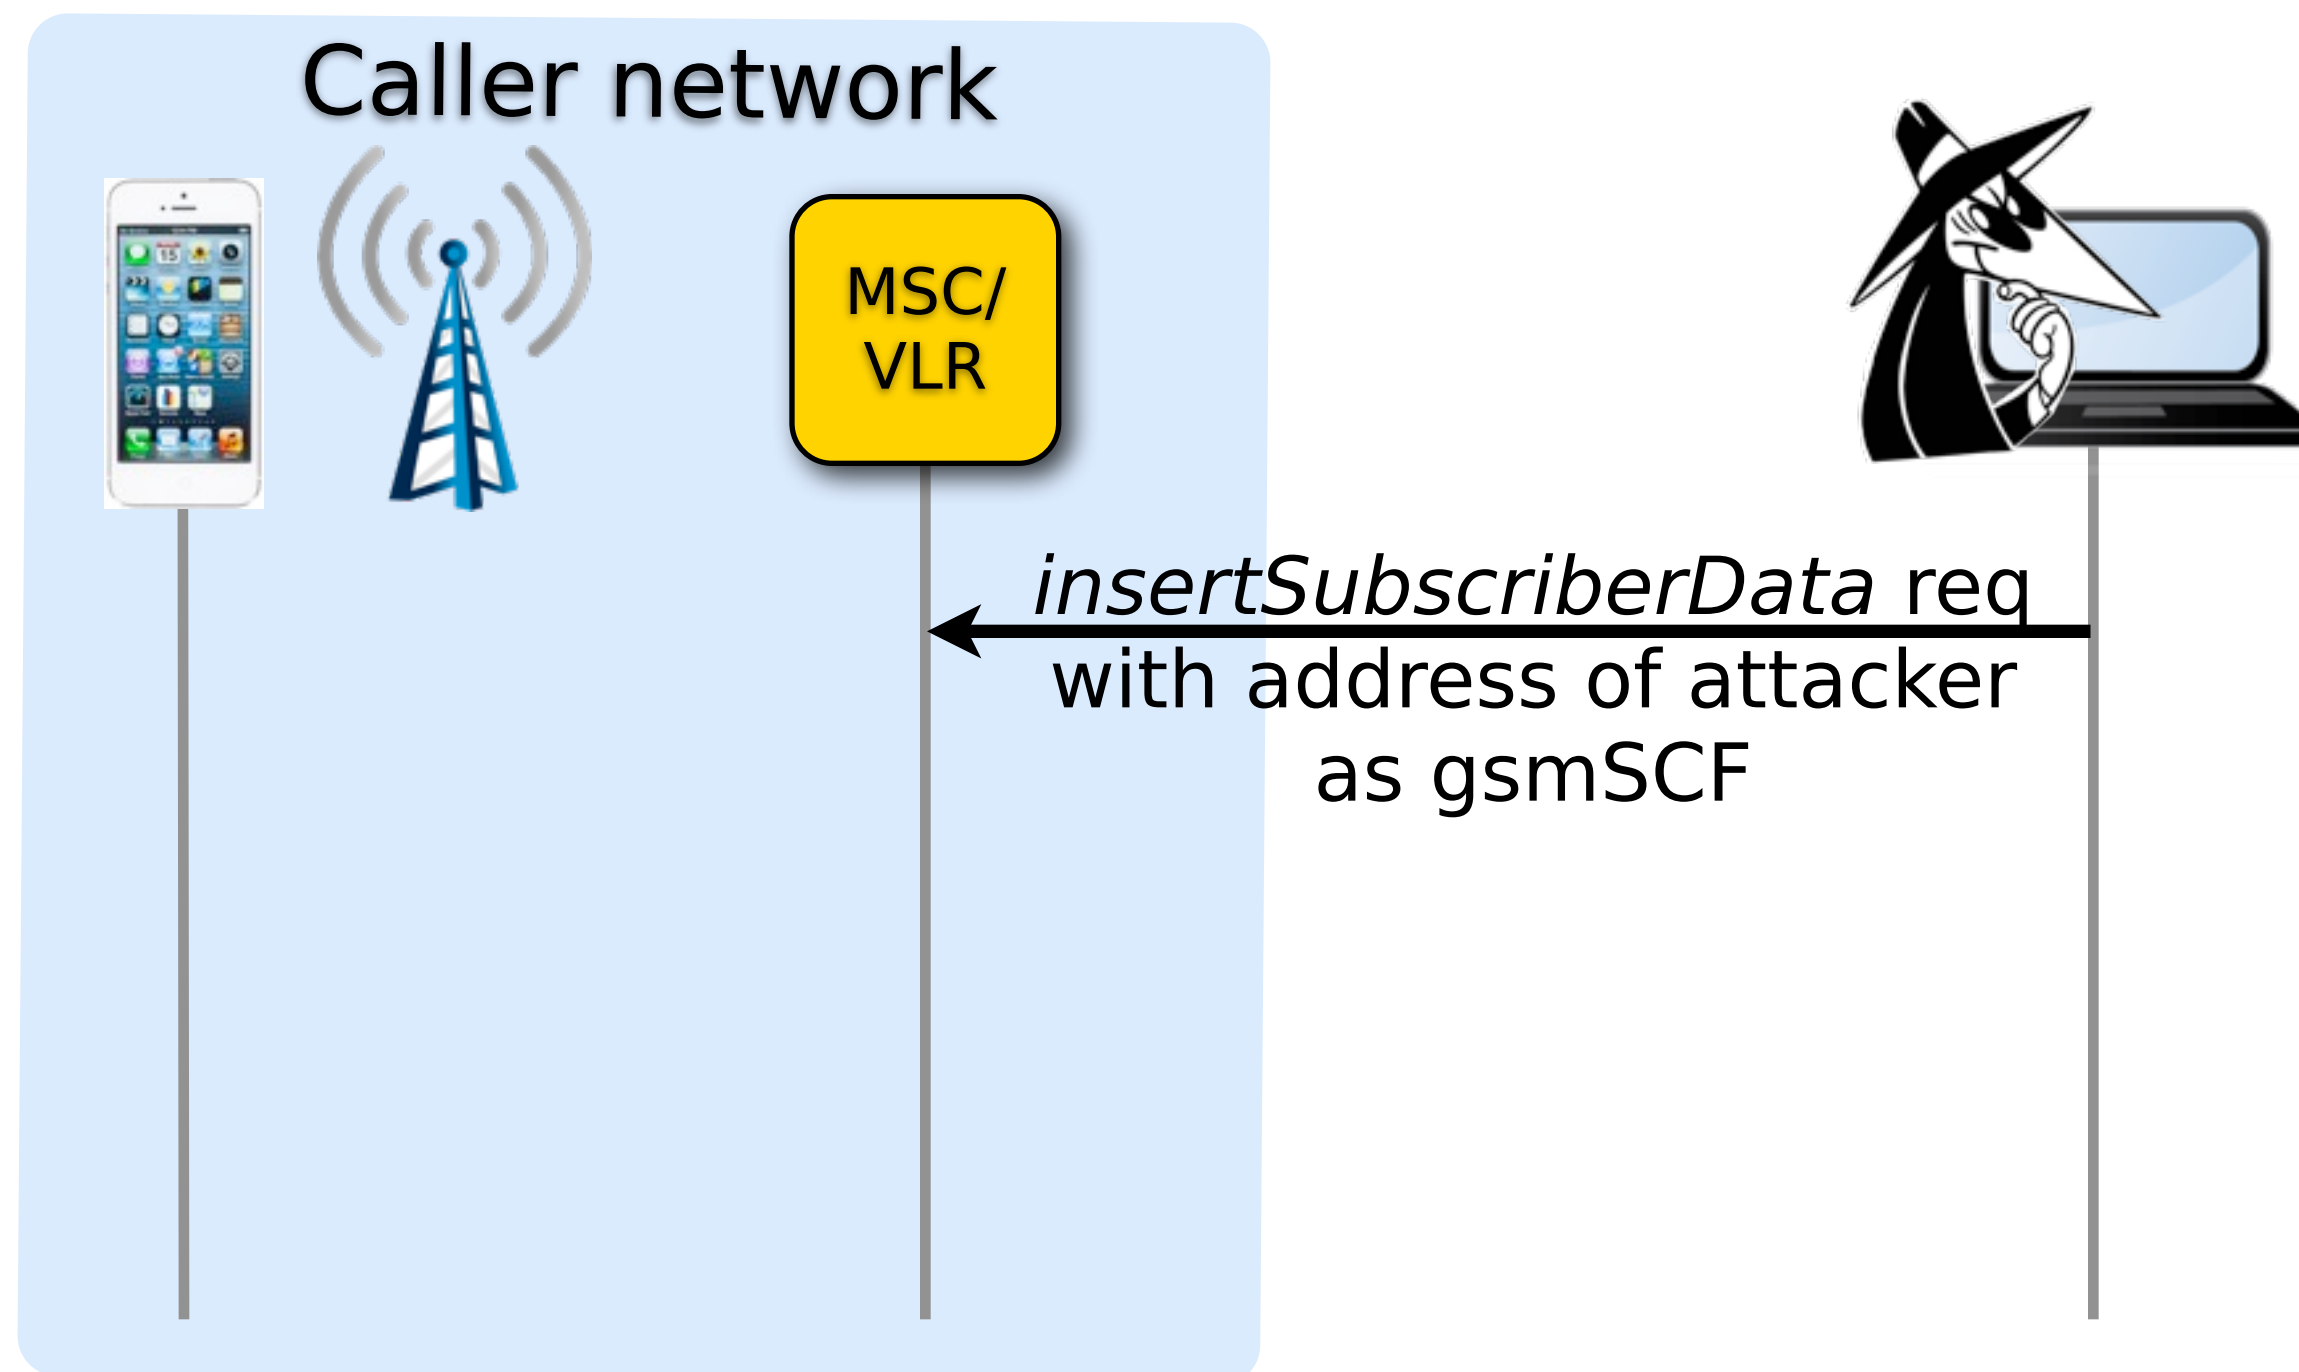 Caller network
MSC/
VLR
insertSubscriberData req
with address of attacker
as gsmSCF